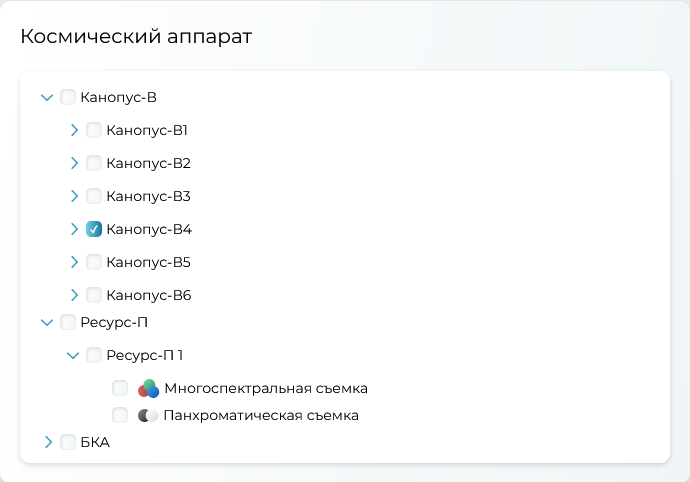 Космический аппарат
Канопус-В
Канопус-В1
Канопус-В2
Канопус-В3
Канопус-В4
Канопус-В5
Канопус-В6
Ресурс-П
Ресурс-П 1
Многоспектральная съемка
Панхроматическая съемка
БКА